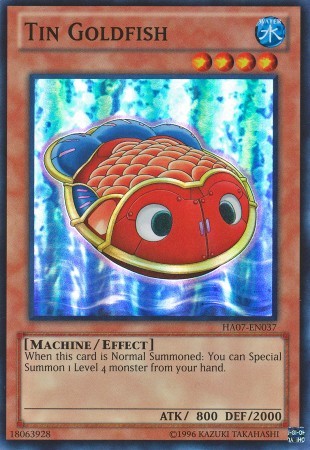 TIN GOLDFISH
WATER
水
HA07-EN037
[MACHINE/EFFECT]
When this card is Normal Summoned: You can Special
Summon 1 Level 4 monster from your hand.
ATK/ 800 DEF/2000
18063928
©1996 KAZUKI TAKAHASHI